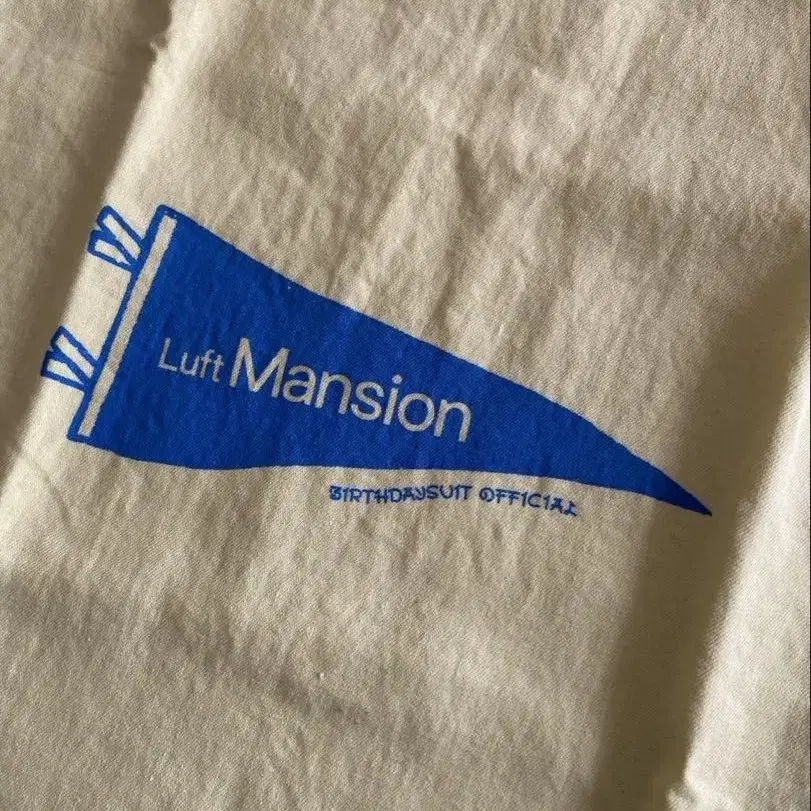 Luft Mansion
BIRTHDAYSUIT OFFICIAL